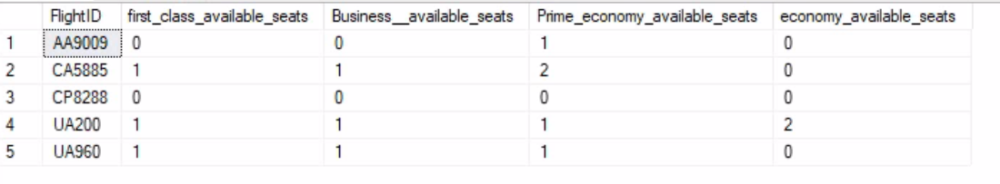 FlightID first_class_available_seats Business__available_seats Prime_economy_available_seats economy_available_seats
1 AA9009 0 0 1 0
2 CA5885 1 1 2 0
3 CP8288 0 0 0 0
4 UA200 1 1 1 2
5 UA960 1 1 1 0